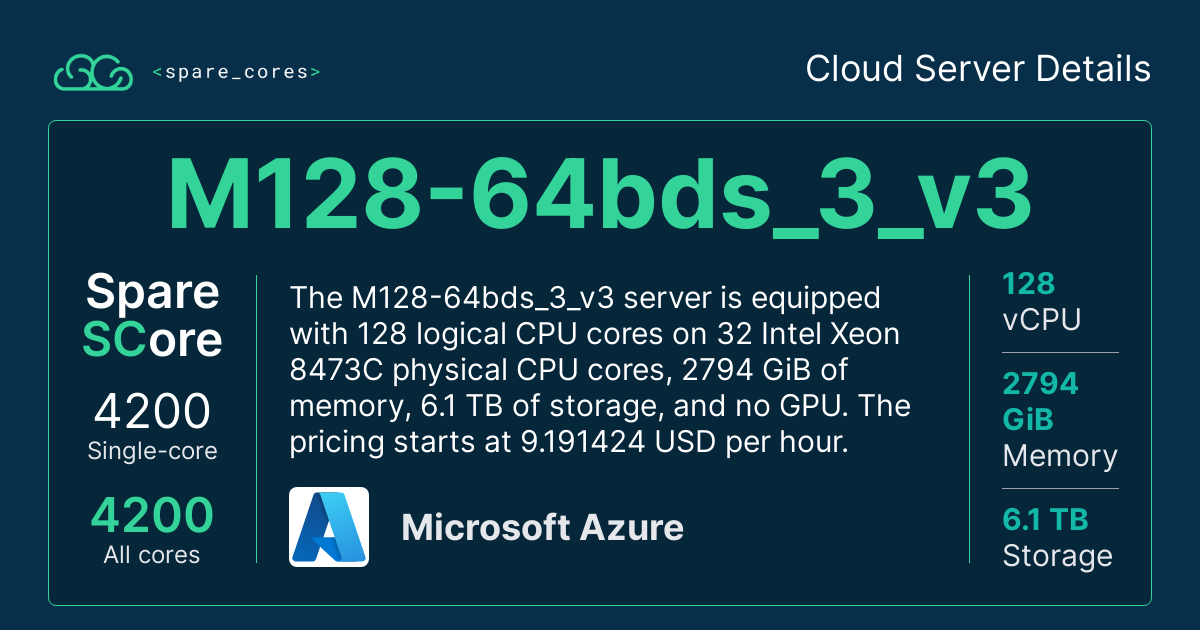 <spare_cores>
Cloud Server Details
M128-64bds_3_v3
Spare
SCore
4200
Single-core
4200
All cores
The M128-64bds_3_v3 server is equipped
with 128 logical CPU cores on 32 Intel Xeon
8473C physical CPU cores, 2794 GiB of
memory, 6.1 TB of storage, and no GPU. The
pricing starts at 9.191424 USD per hour.
Microsoft Azure
128
vCPU
2794
GiB
Memory
6.1 TB
Storage